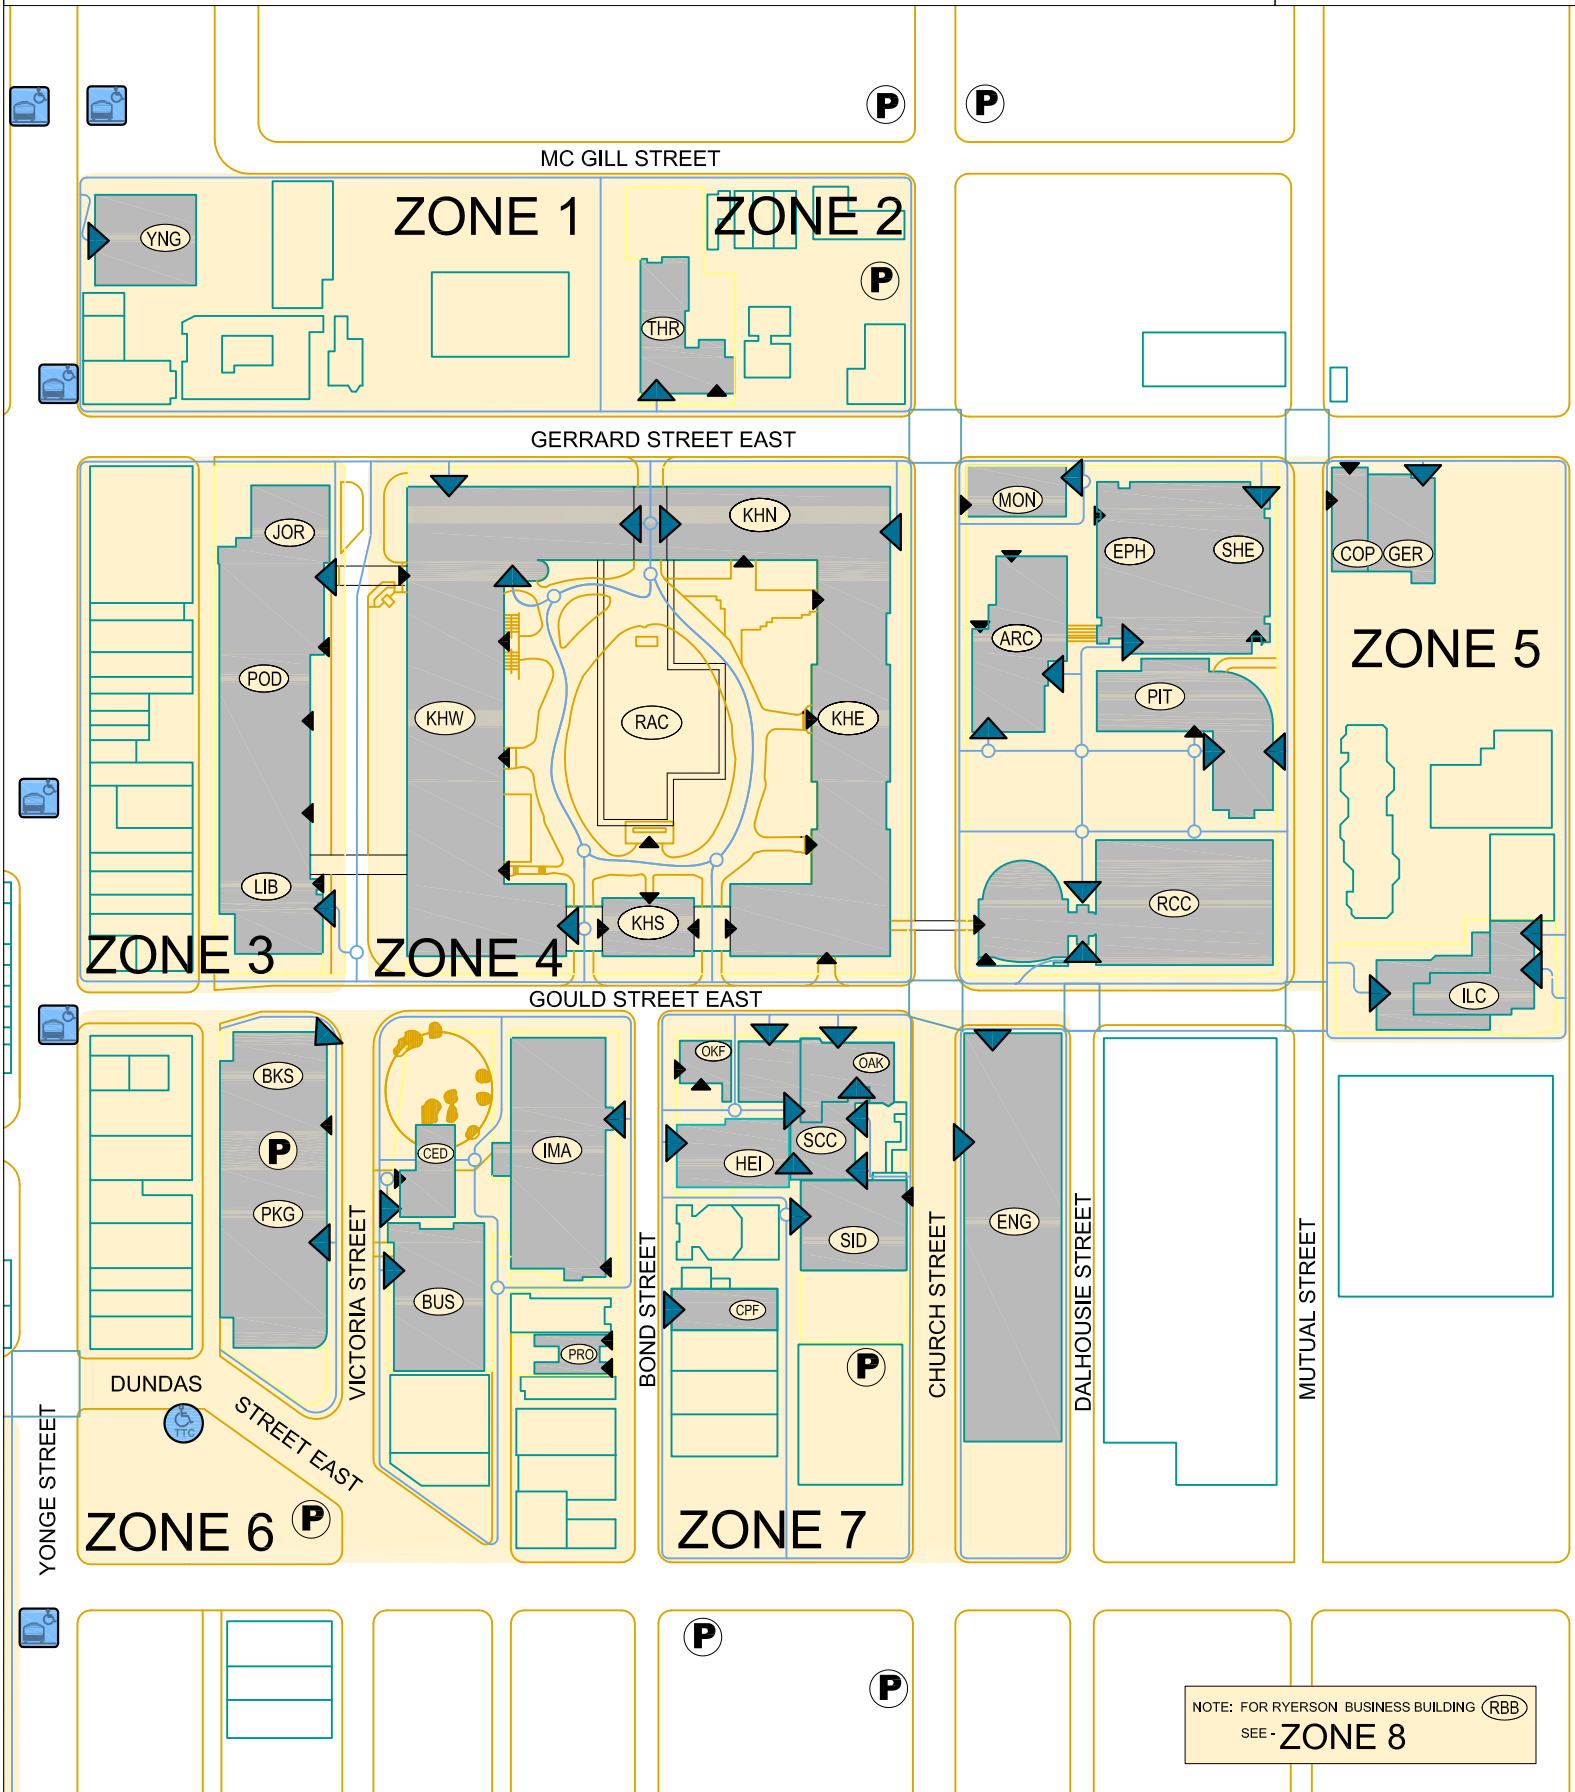 P
P
MC GILL STREET
ZONE 1
ZONE 2
YNG
P
THR
GERRARD STREET EAST
MON
KHN
JOR
EPH
SHE
COP
GER
ARC
ZONE 5
POD
PIT
KHW
RAC
KHE
LIB
RCC
KHS
ZONE 3
ZONE 4
ILC
GOULD STREET EAST
BKS
OKF
OAK
P
CED
IMA
HEI
SCC
PKG
ENG
SID
VICTORIA STREET
BOND STREET
CHURCH STREET
DALHOUSIE STREET
MUTUAL STREET
BUS
CPF
PRO
P
DUNDAS
STREET EAST
TTC
YONGE STREET
P
ZONE 6
ZONE 7
P
P
NOTE: FOR RYERSON BUSINESS BUILDING RBB
SEE - ZONE 8